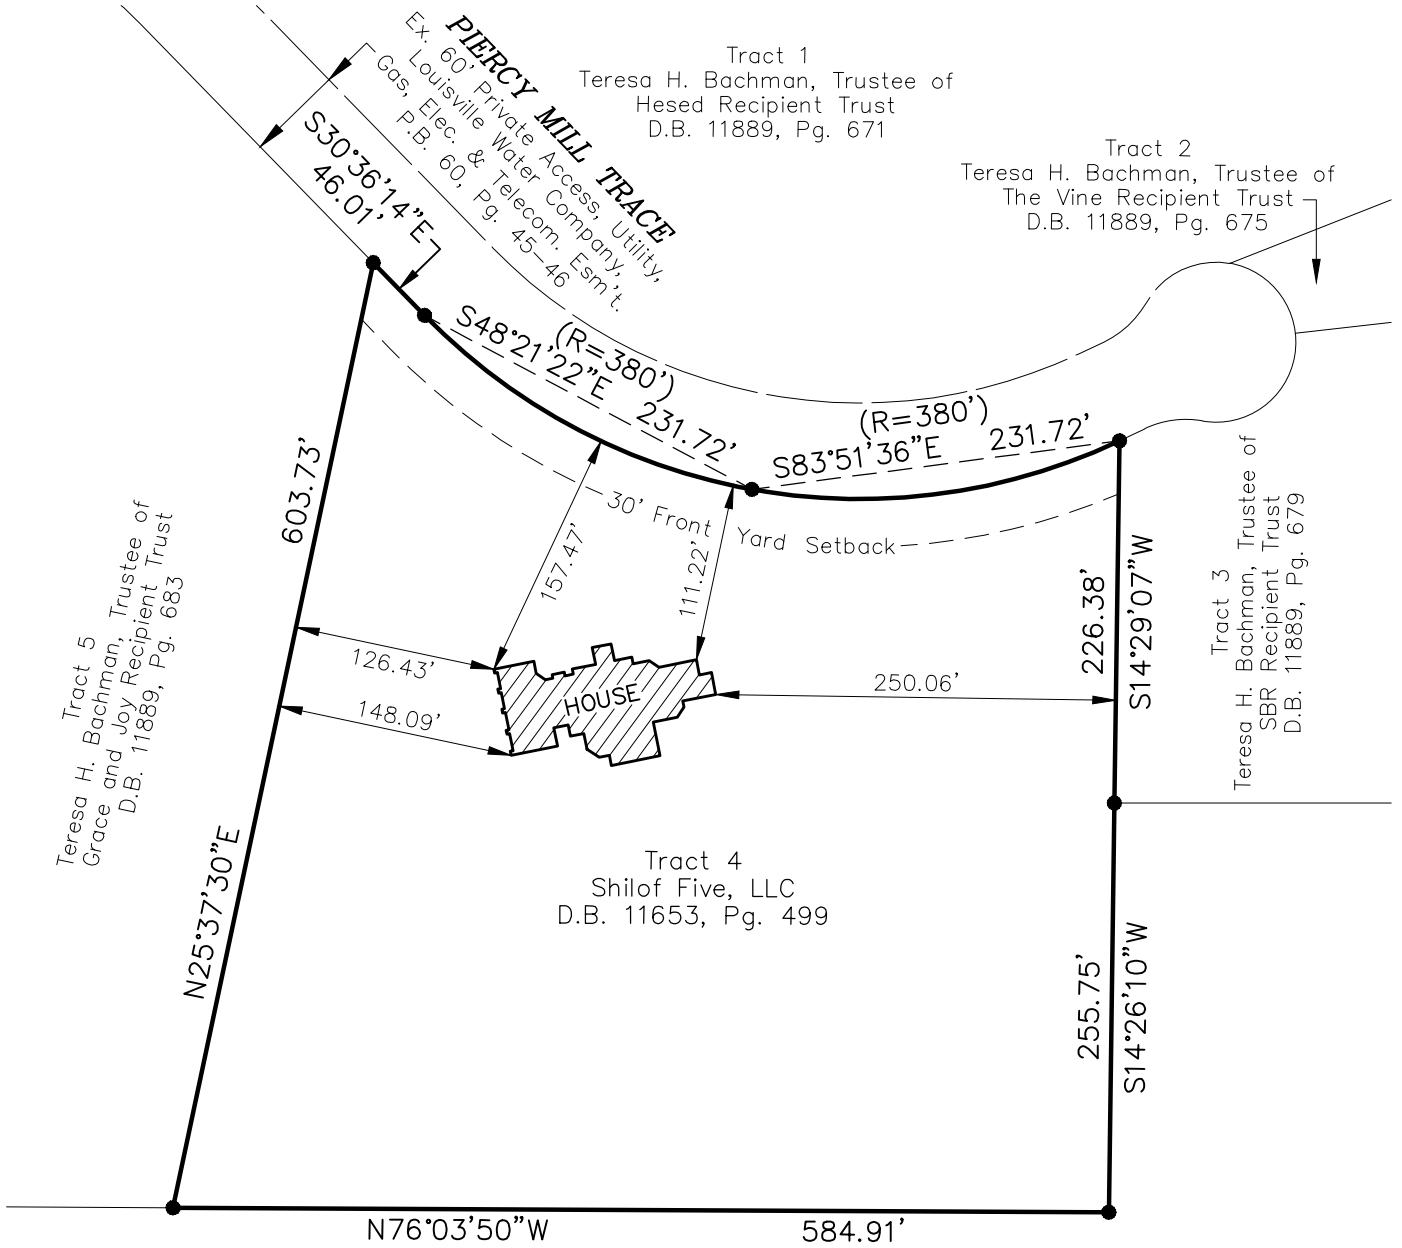 PIERCY MILL TRACE
Ex. 60' Private Access, Utility,
Louisville Water Company,
Gas, Elec. & Telecom. Esm't.
P.B. 60, Pg. 45-46
Tract 1
Teresa H. Bachman, Trustee of
Hesed Recipient Trust
D.B. 11889, Pg. 671
Tract 2
Teresa H. Bachman, Trustee of
The Vine Recipient Trust
D.B. 11889, Pg. 675
S30°36'14"E
46.01'
(R=380')
S48°21'22"E 231.72'
(R=380')
S83°51'36"E 231.72'
30' Front Yard Setback
603.73'
N25°37'30"E
157.47'
111.22'
126.43'
148.09'
HOUSE
250.06'
226.38'
S14°29'07"W
Tract 3
Teresa H. Bachman, Trustee of
SBR Recipient Trust
D.B. 11889, Pg. 679
Tract 5
Teresa H. Bachman, Trustee of
Grace and Joy Recipient Trust
D.B. 11889, Pg. 683
Tract 4
Shilof Five, LLC
D.B. 11653, Pg. 499
255.75'
S14°26'10"W
N76°03'50"W 584.91'